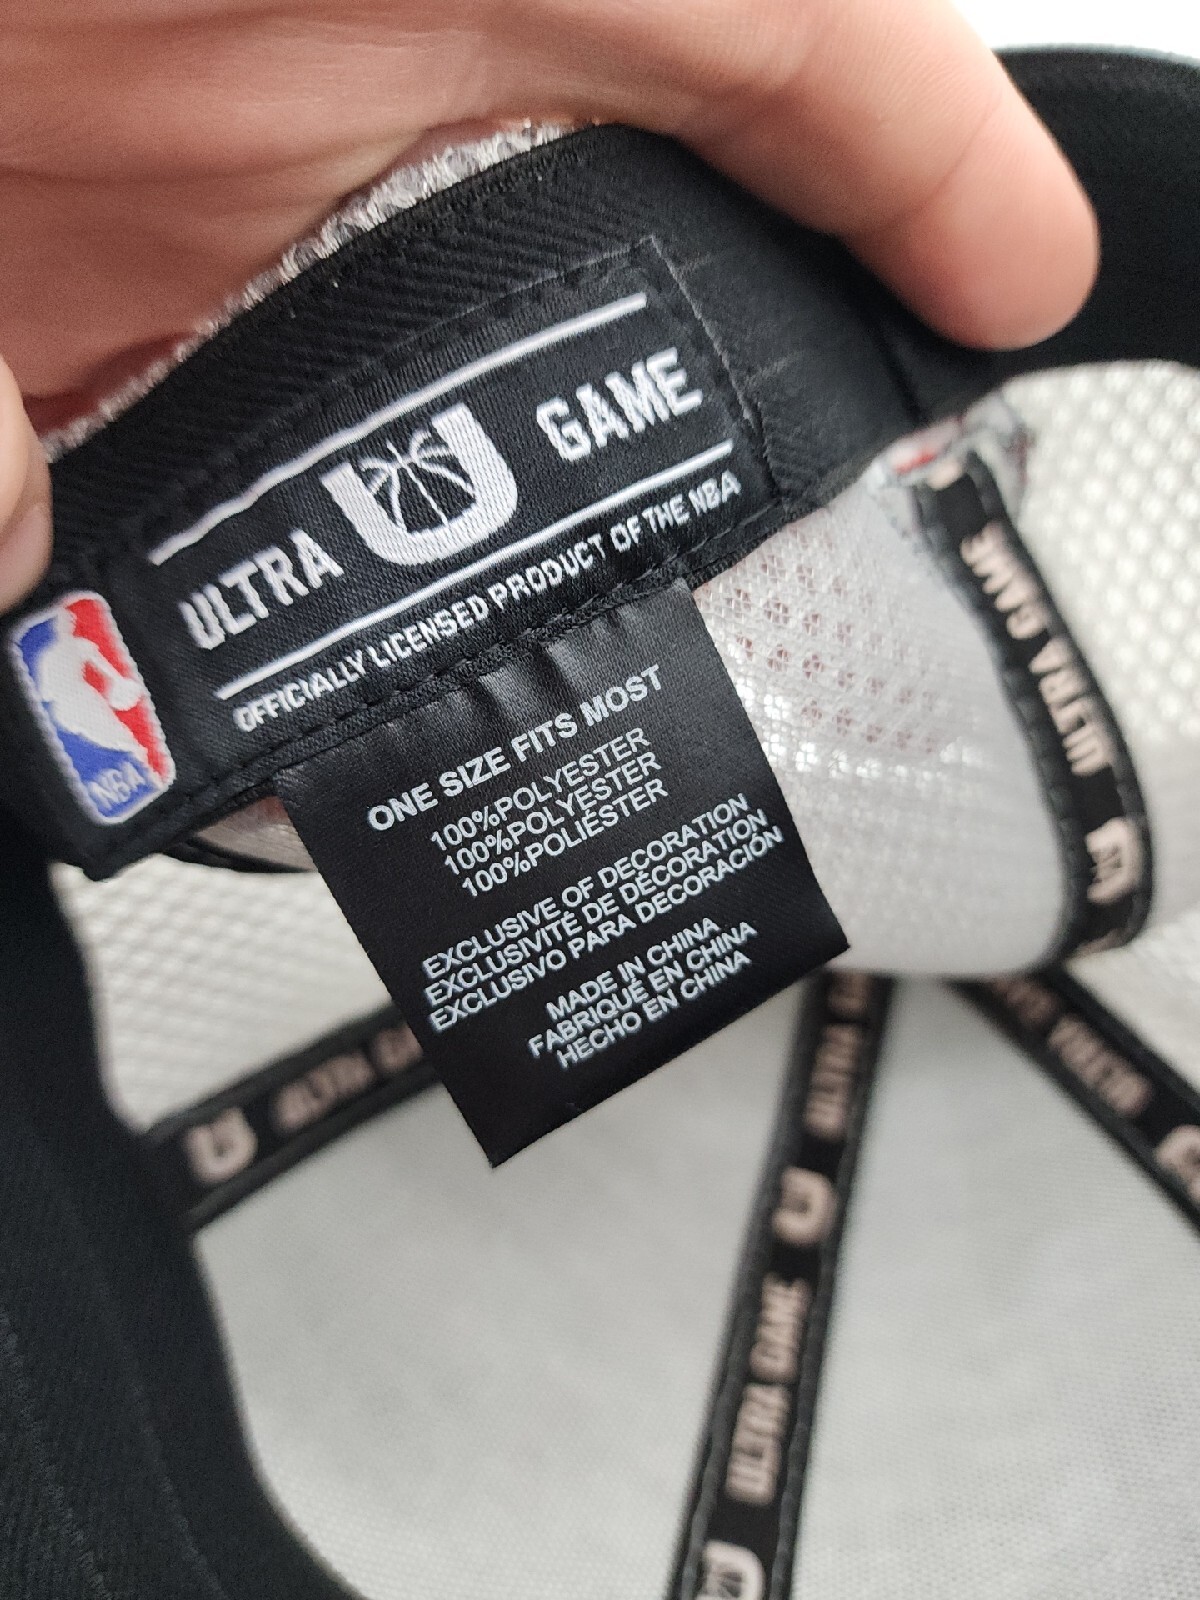 ULTRA GAME
OFFICIALLY LICENSED PRODUCT OF THE NBA
NBA
ONE SIZE FITS MOST
100%POLYESTER
100%POLYESTER
100%POLIÉSTER
EXCLUSIVE OF DECORATION
EXCLUSIVITÉ DE DÉCORATION
EXCLUSIVO PARA DECORACIÓN
MADE IN CHINA
FABRIQUÉ EN CHINA
HECHO EN CHINA
ULTRA GAME
ULTRA
ULTRA
ULTRA
ULTRA GAME